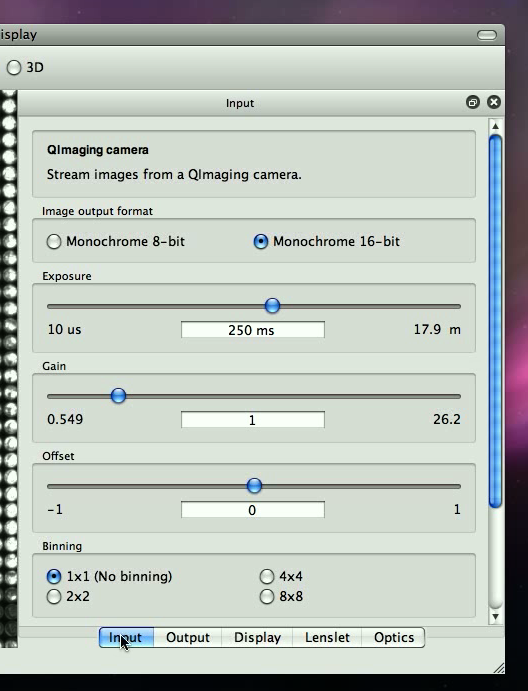 isplay
3D
Input
QImaging camera
Stream images from a QImaging camera.
Image output format
Monochrome 8-bit Monochrome 16-bit
Exposure
10 us 250 ms 17.9 m
Gain
0.549 1 26.2
Offset
-1 0 1
Binning
1x1 (No binning) 4x4
2x2 8x8
Input Output Display Lenslet Optics